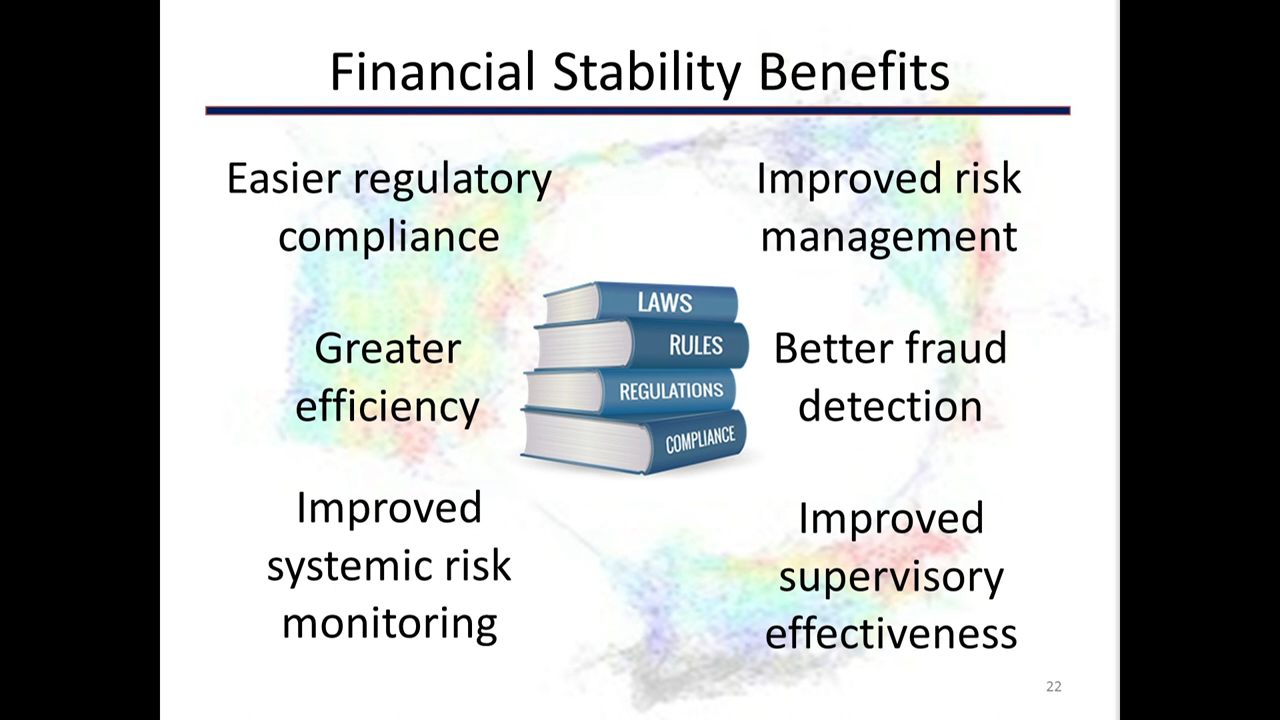 Financial Stability Benefits
Easier regulatory
compliance
Improved risk
management
LAWS
RULES
REGULATIONS
COMPLIANCE
Greater
efficiency
Better fraud
detection
Improved
systemic risk
monitoring
Improved
supervisory
effectiveness
22